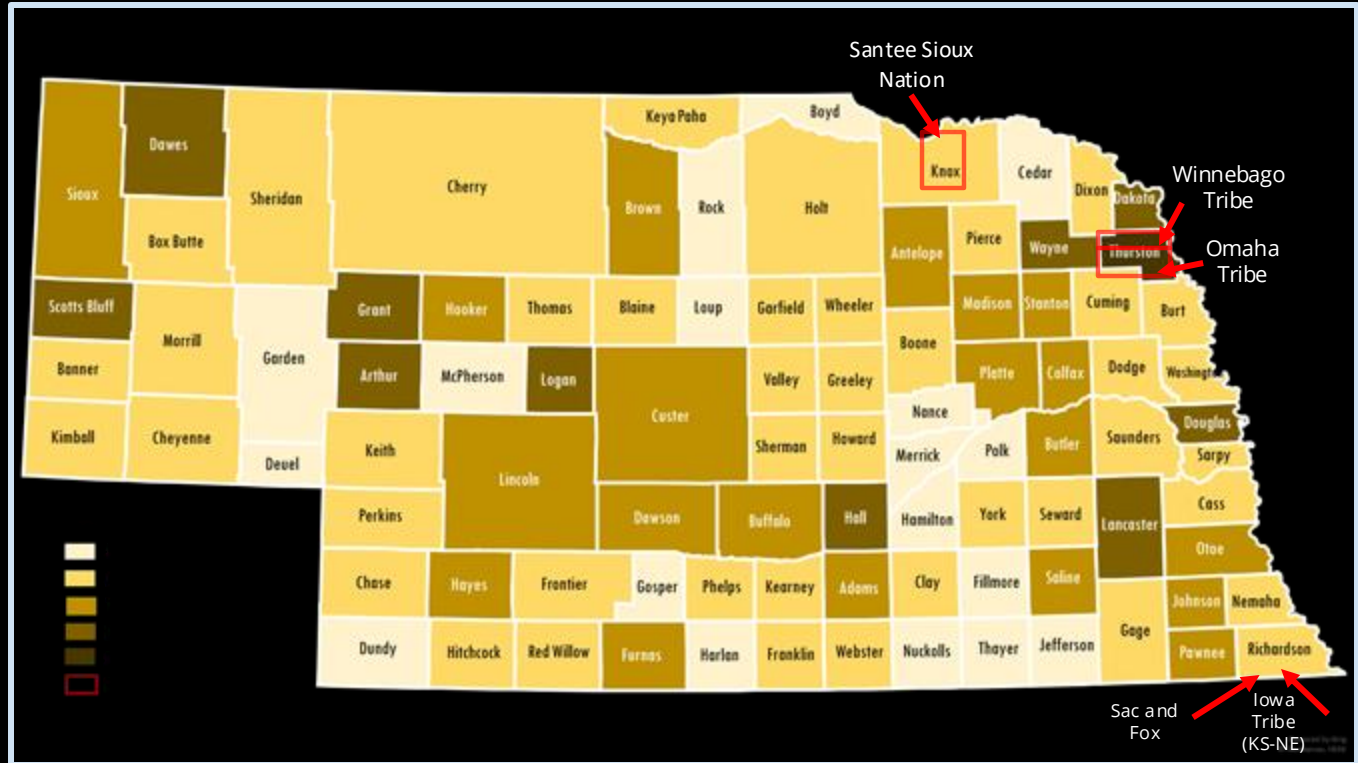 Santee Sioux
Nation
Keya Paha
Boyd
Dawes
Sioux
Sheridan
Cherry
Knox
Cedar
Winnebago
Tribe
Dixon
Dakota
Brown
Rock
Holt
Box Butte
Antelope
Pierce
Wayne
Thurston
Omaha
Tribe
Scotts Bluff
Grant
Hooker
Thomas
Blaine
Loup
Garfield
Wheeler
Madison
Stanton
Cuming
Burt
Morrill
Garden
Boone
Banner
Arthur
McPherson
Logan
Valley
Greeley
Platte
Colfax
Dodge
Washington
Custer
Nance
Douglas
Kimball
Cheyenne
Deuel
Keith
Lincoln
Sherman
Howard
Merrick
Polk
Butler
Saunders
Sarpy
Perkins
Dawson
Buffalo
Hall
Hamilton
York
Seward
Lancaster
Cass
Otoe
Chase
Hayes
Frontier
Gosper
Phelps
Kearney
Adams
Clay
Fillmore
Saline
Johnson
Nemaha
Gage
Dundy
Hitchcock
Red Willow
Furnas
Harlan
Franklin
Webster
Nuckolls
Thayer
Jefferson
Pawnee
Richardson
Sac and
Fox
Iowa
Tribe
(KS-NE)